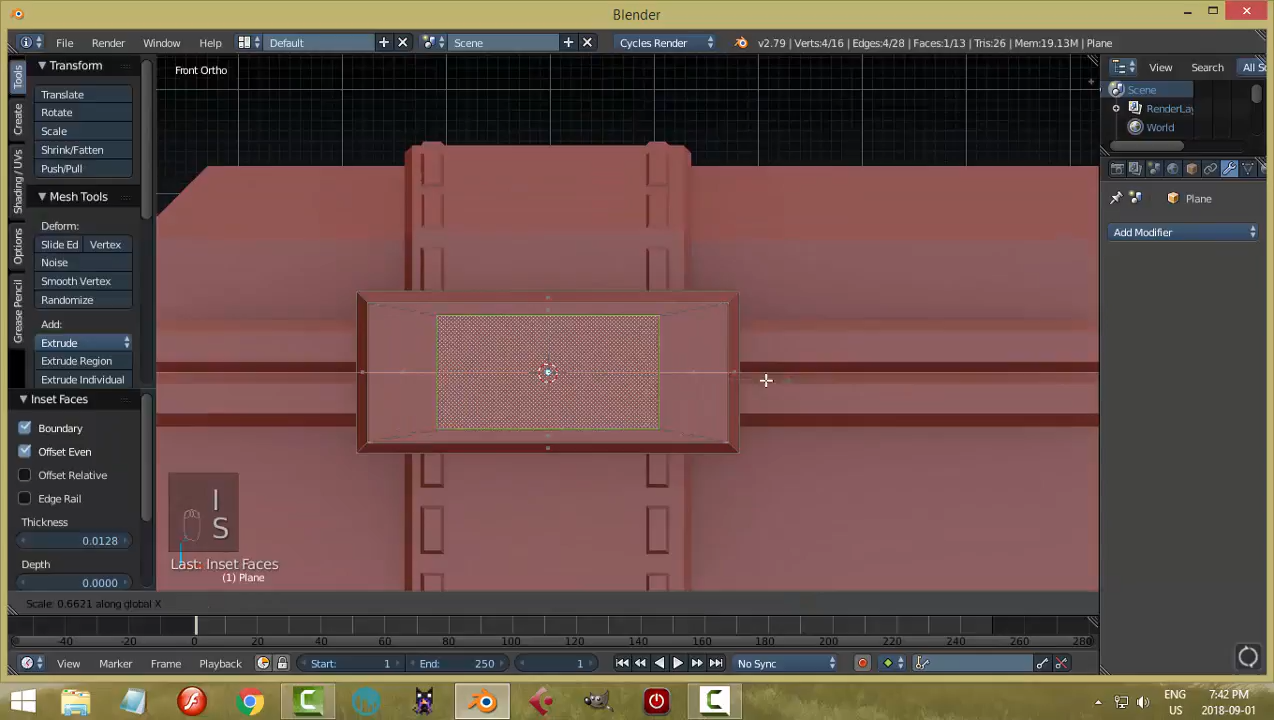 Blender
File Render Window Help Default Scene Cycles Render v2.79 | Verts:4/16 | Edges:4/28 | Faces:1/13 | Tris:26 | Mem:19.13M | Plane
Transform
Translate
Rotate
Scale
Shrink/Fatten
Push/Pull
Mesh Tools
Deform:
Slide Ed Vertex
Noise
Smooth Vertex
Randomize
Add:
Extrude
Extrude Region
Extrude Individual
Tools
Create
Shading / UVs
Options
Grease Pencil
Inset Faces
Boundary
Offset Even
Offset Relative
Edge Rail
Thickness
0.0128
Depth
0.0000
Front Ortho
I
S
Last: Inset Faces
(1) Plane
Scale: 0.6621 along global X
View Search All S
Scene
RenderLay
World
Plane
Add Modifier
-40 -20 0 20 40 60 80 100 120 140 160 180 200 220 240 260 280
View Marker Frame Playback Start: 1 End: 250 1 No Sync
ENG 7:42 PM
US 2018-09-01